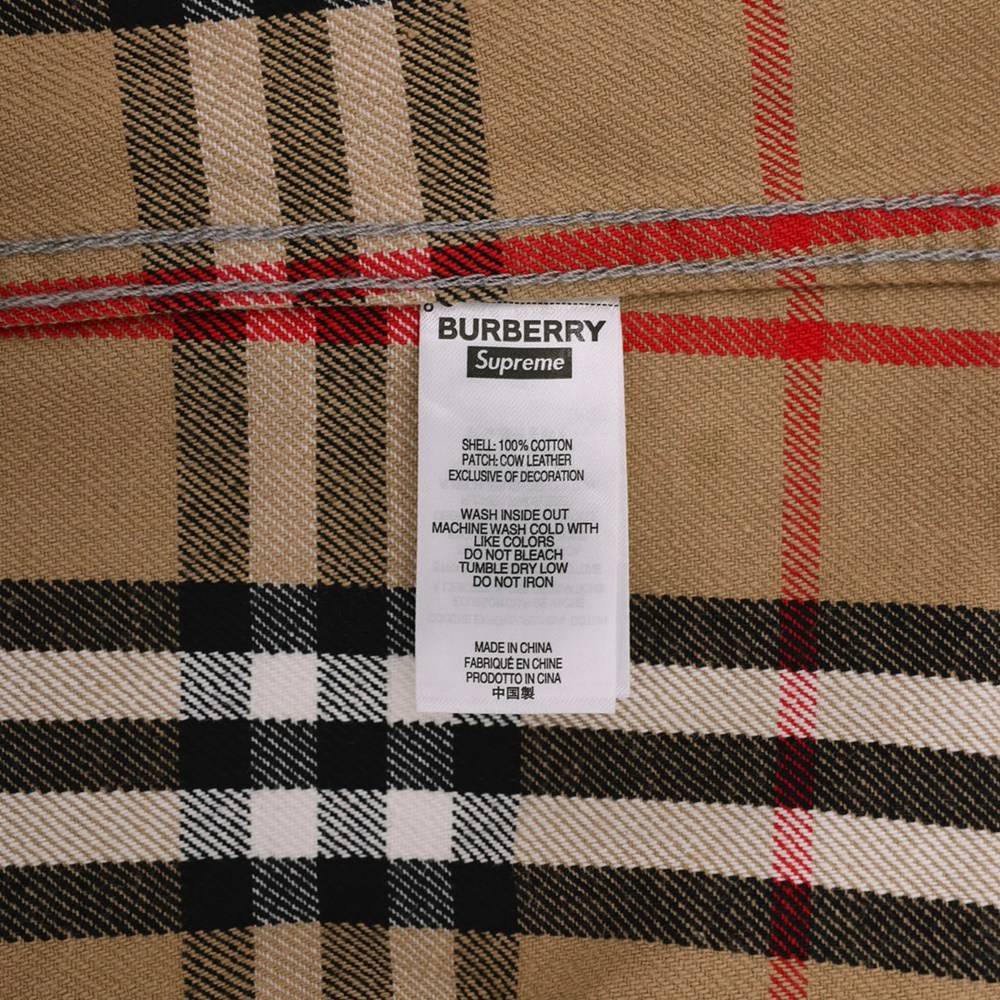 BURBERRY
Supreme
SHELL: 100% COTTON
PATCH: COW LEATHER
EXCLUSIVE OF DECORATION
WASH INSIDE OUT
MACHINE WASH COLD WITH
LIKE COLORS
DO NOT BLEACH
TUMBLE DRY LOW
DO NOT IRON
MADE IN CHINA
FABRIQUÉ EN CHINE
PRODOTTO IN CINA
中国製